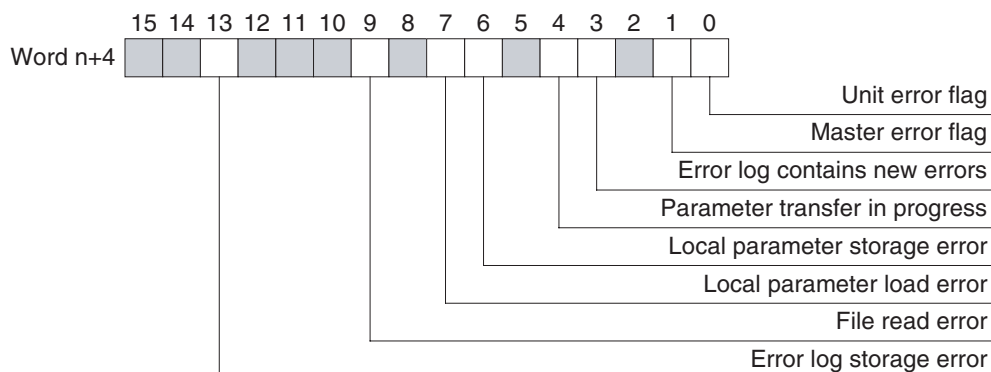 15 14 13 12 11 10 9 8 7 6 5 4 3 2 1 0
Word n+4
Unit error flag
Master error flag
Error log contains new errors
Parameter transfer in progress
Local parameter storage error
Local parameter load error
File read error
Error log storage error